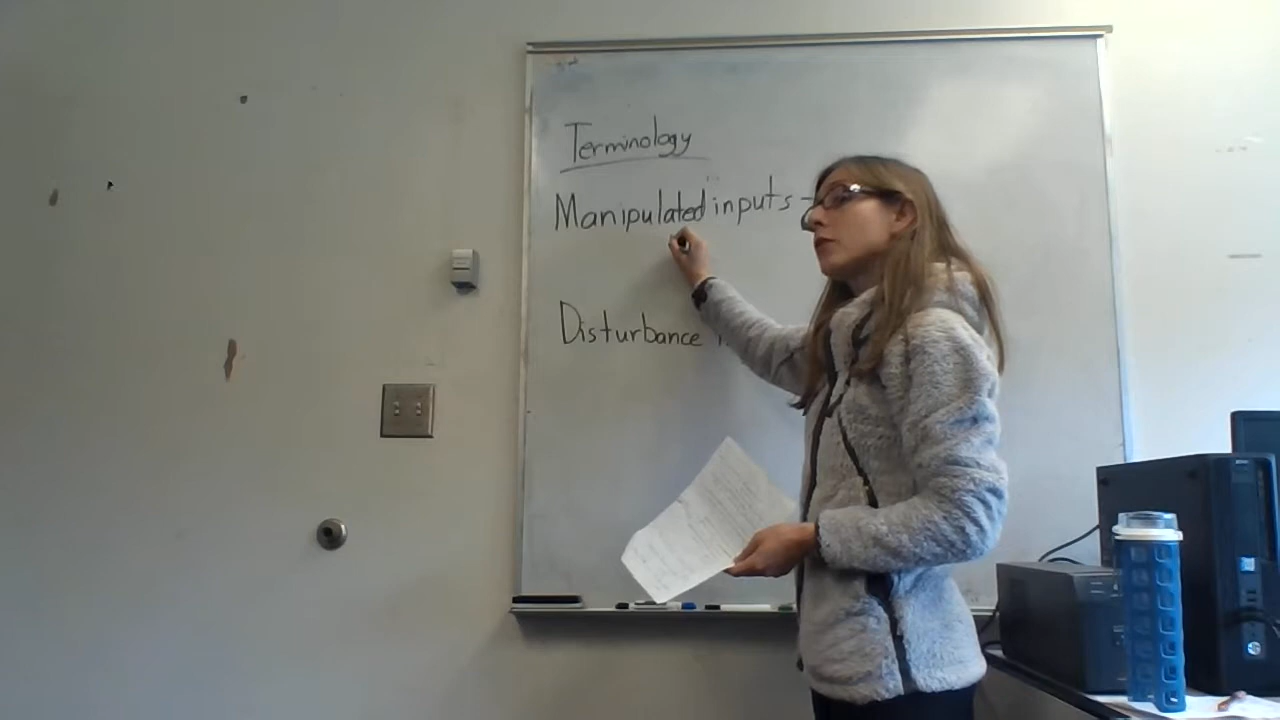 Terminology
Manipulated inputs -
Disturbance